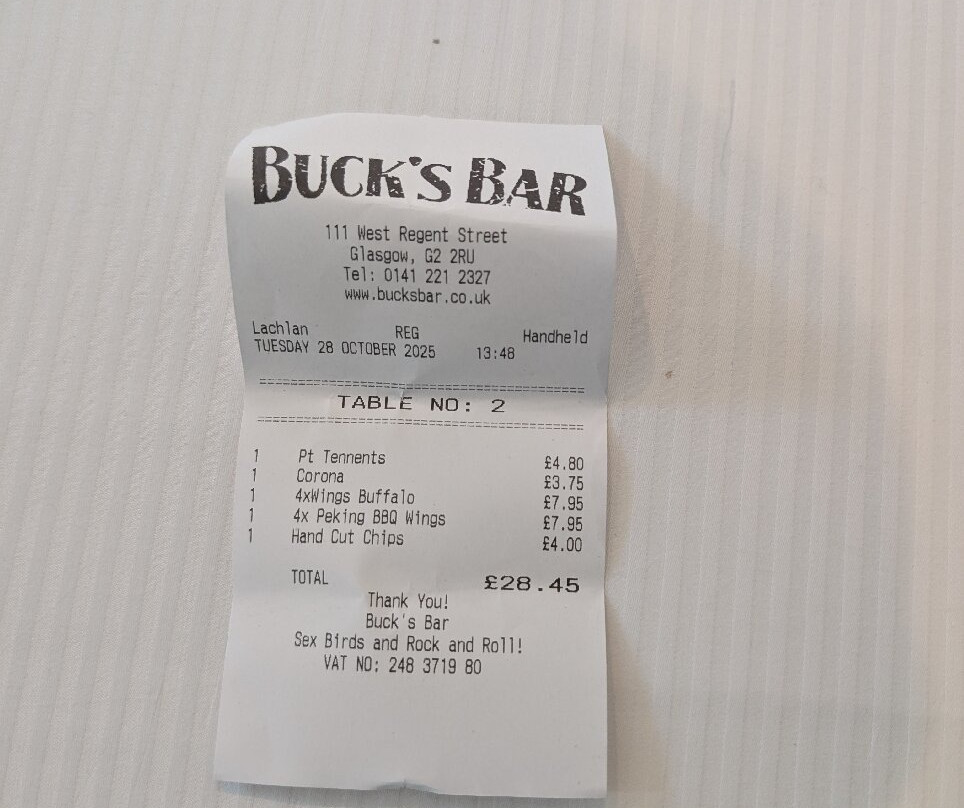 BUCK'S BAR
111 West Regent Street
Glasgow, G2 2RU
Tel: 0141 221 2327
www.bucksbar.co.uk
Lachlan REG Handheld
TUESDAY 28 OCTOBER 2025 13:48
TABLE NO: 2
1 Pt Tennents £4.80
1 Corona £3.75
1 4xWings Buffalo £7.95
1 4x Peking BBQ Wings £7.95
1 Hand Cut Chips £4.00
TOTAL £28.45
Thank You!
Buck's Bar
Sex Birds and Rock and Roll!
VAT NO: 248 3719 80